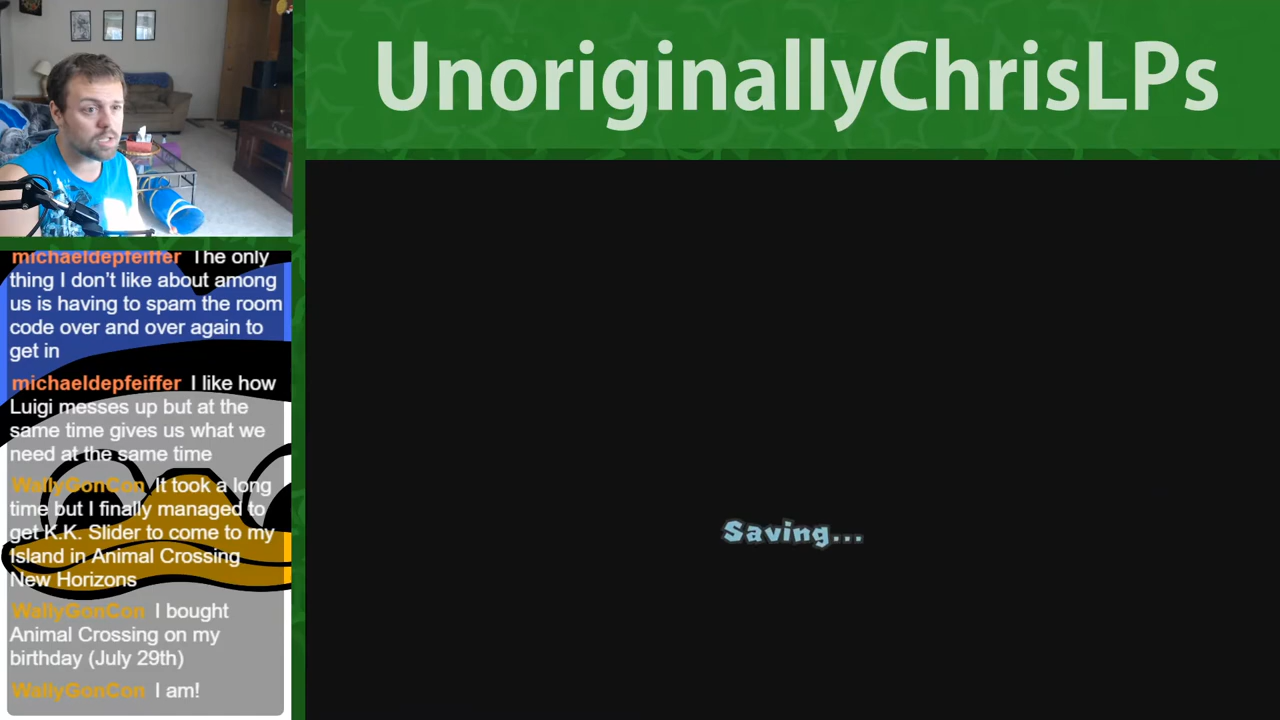 UnoriginallyChrisLPs
michaeldepfeiffer The only
thing I don't like about among
us is having to spam the room
code over and over again to
get in
michaeldepfeiffer I like how
Luigi messes up but at the
same time gives us what we
need at the same time
WallyGonCon It took a long
time but I finally managed to
get K.K. Slider to come to my
Island in Animal Crossing
New Horizons
WallyGonCon I bought
Animal Crossing on my
birthday (July 29th)
WallyGonCon I am!
Saving...